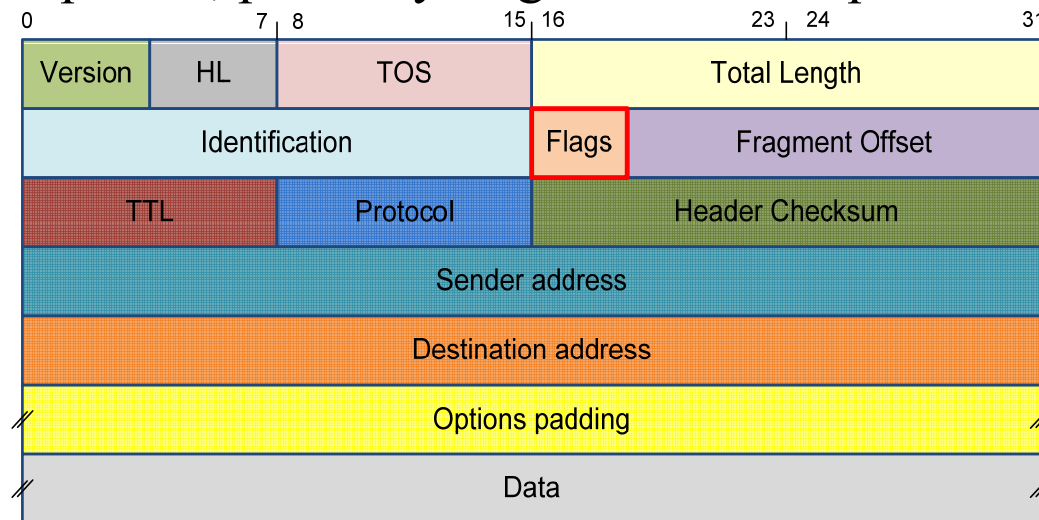 0 7 8 15 16 23 24 31
Version HL TOS Total Length
Identification Flags Fragment Offset
TTL Protocol Header Checksum
Sender address
Destination address
Options padding
Data